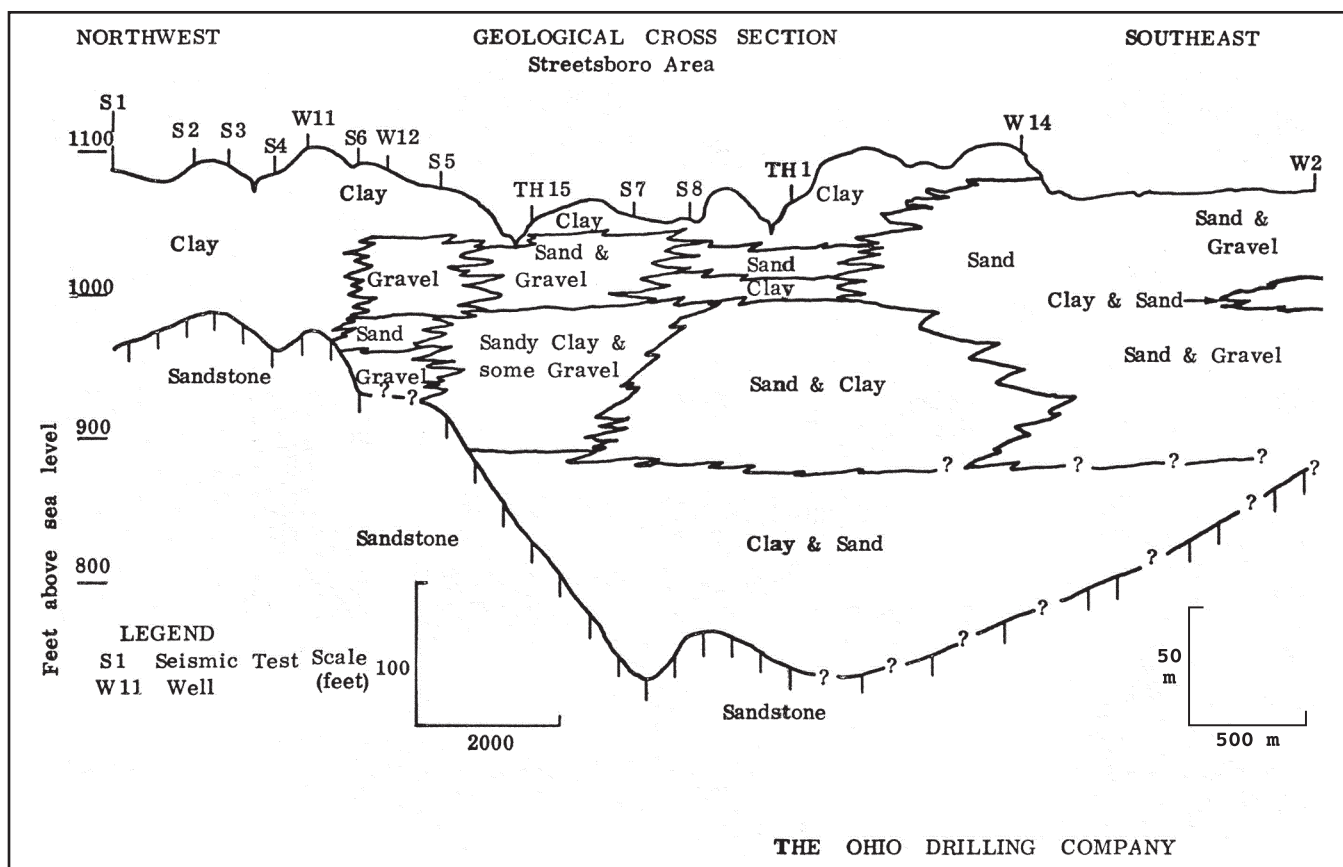 NORTHWEST GEOLOGICAL CROSS SECTION SOUTHEAST
Streetsboro Area
S1
1100
S2 S3 S4 W11 S6 W12 S5 TH 15 S7 S8 TH 1 W 14 W2
Clay
Clay
Clay
Clay
Sand & Gravel
Sand & Gravel
Gravel
Sand
Sand
1000
Clay
Clay & Sand
Sand
Sandy Clay & some Gravel
Sand & Gravel
Sandstone
Gravel
? ?
Sand & Clay
900
? ? ? ? ?
Feet above sea level
Sandstone
Clay & Sand
800
? ? ? ? ? ?
LEGEND
S1 Seismic Test
W11 Well
Scale (feet)
100
2000
50 m
500 m
Sandstone
THE OHIO DRILLING COMPANY